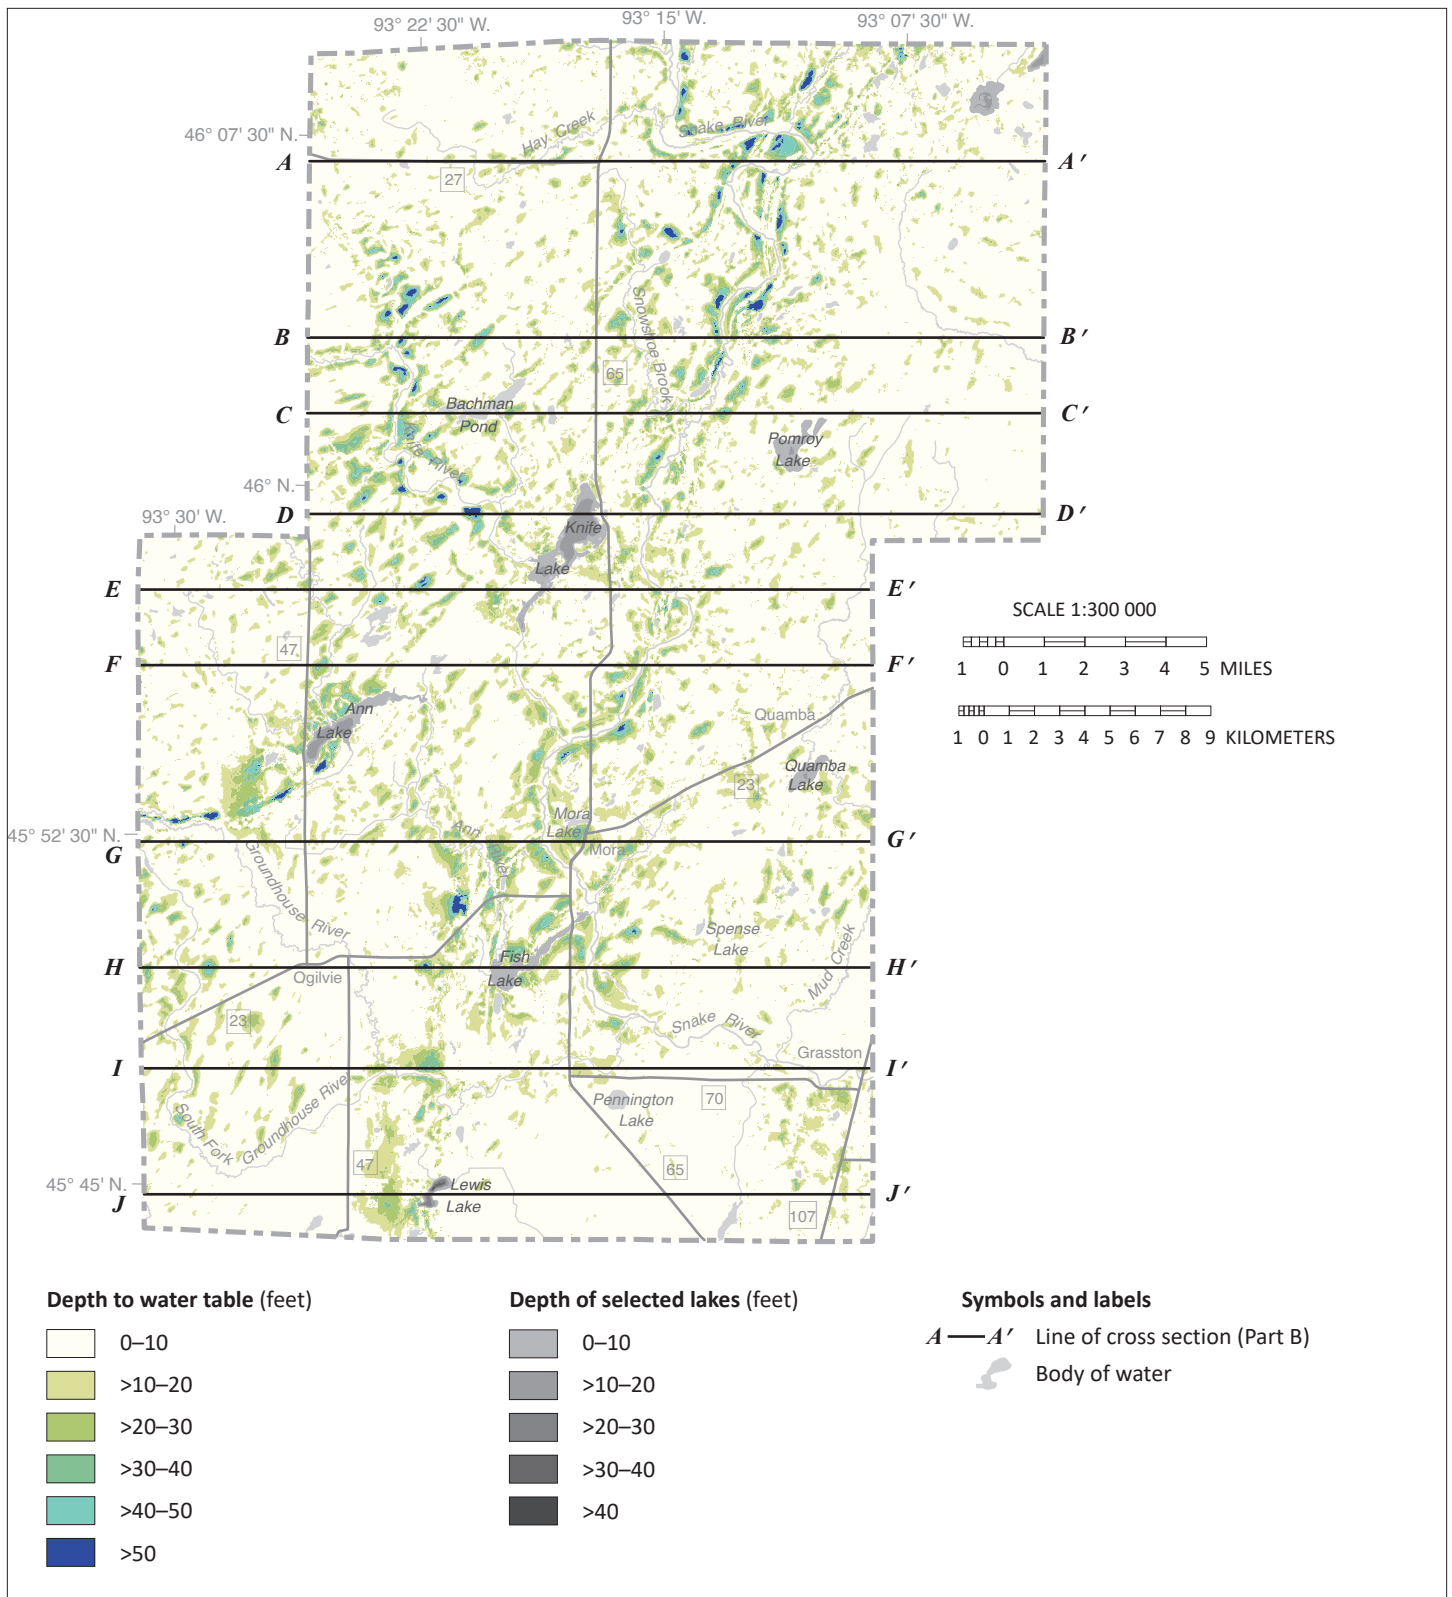 93° 22' 30" W.
93° 15' W.
93° 07' 30" W.
46° 07' 30" N.
Hay Creek
Snake River
A
A′
27
Snowshoe Brook
B
B′
65
Bachman
Pond
C
C′
Knife River
Pomroy
Lake
46° N.
93° 30' W.
D
D′
Knife
Lake
E
E′
SCALE 1:300 000
1 0 1 2 3 4 5 MILES
1 0 1 2 3 4 5 6 7 8 9 KILOMETERS
47
F
F′
Ann
Lake
Quamba
Quamba
Lake
23
Mora
Lake
45° 52' 30" N.
Ann River
G
G′
Mora
Groundhouse River
Spense
Lake
Mud Creek
Fish
Lake
H
H′
Ogilvie
23
Snake River
Grasston
I
I′
South Fork Groundhouse River
Pennington
Lake
70
47
65
45° 45' N.
Lewis
Lake
J
J′
107
Depth to water table (feet)
0–10
>10–20
>20–30
>30–40
>40–50
>50
Depth of selected lakes (feet)
0–10
>10–20
>20–30
>30–40
>40
Symbols and labels
A — A′ Line of cross section (Part B)
Body of water